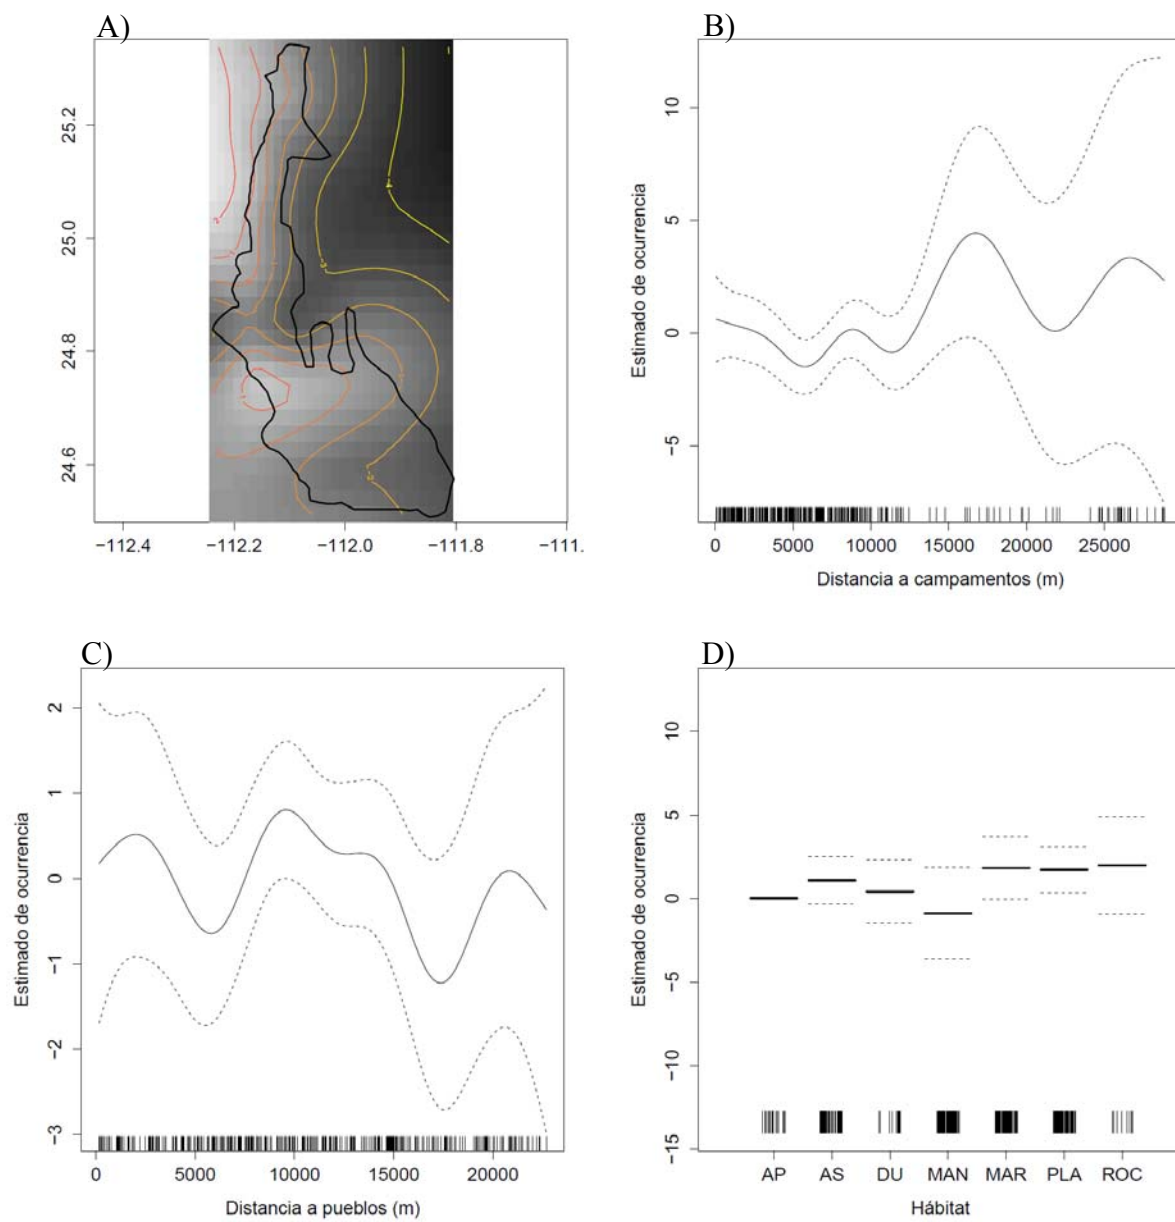 A)
25.2
25.0
24.8
24.6
−112.4 −112.2 −112.0 −111.8 −111.
B)
Estimado de ocurrencia
10
5
0
−5
0 5000 10000 15000 20000 25000
Distancia a campamentos (m)
C)
Estimado de ocurrencia
2
1
0
−1
−2
−3
0 5000 10000 15000 20000
Distancia a pueblos (m)
D)
Estimado de ocurrencia
10
5
0
−5
−10
−15
AP AS DU MAN MAR PLA ROC
Hábitat